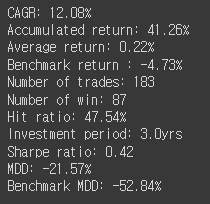 CAGR: 12.08%
Accumulated return: 41.26%
Average return: 0.22%
Benchmark return : -4.73%
Number of trades: 183
Number of win: 87
Hit ratio: 47.54%
Investment period: 3.0yrs
Sharpe ratio: 0.42
MDD: -21.57%
Benchmark MDD: -52.84%